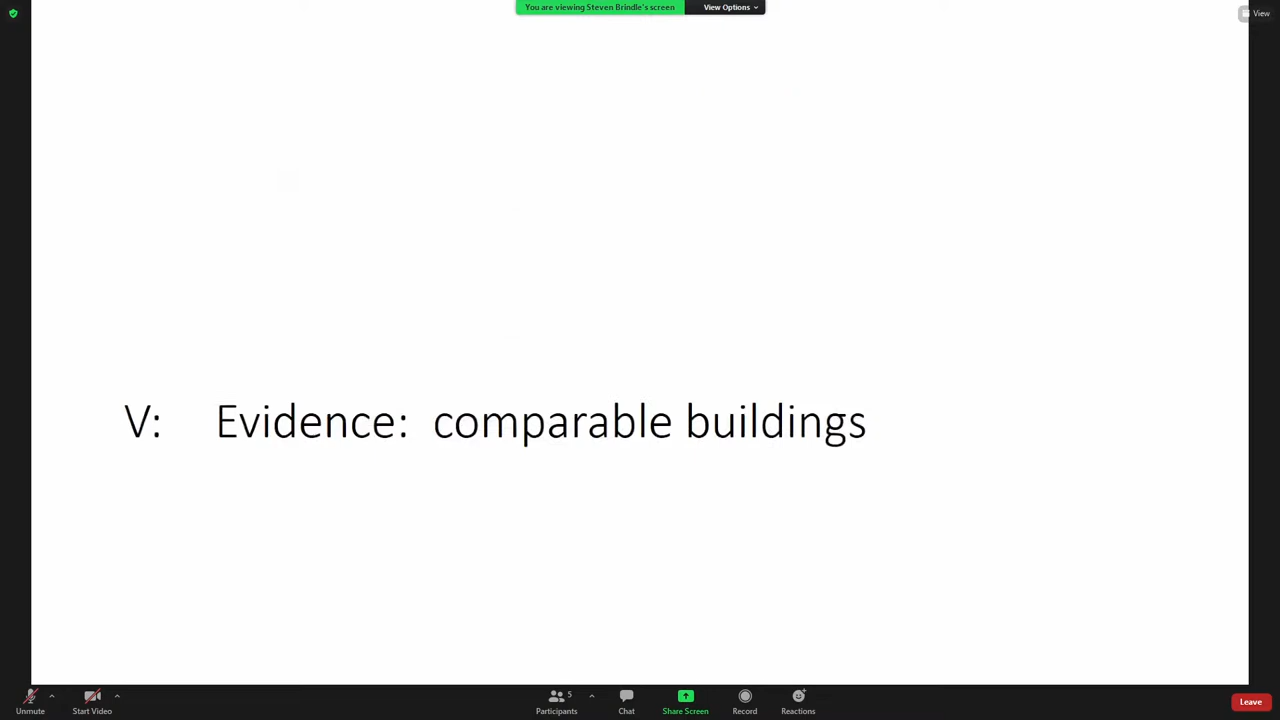 You are viewing Steven Brindle's screen
View Options
View
V: Evidence: comparable buildings
Unmute
Start Video
5
Participants
Chat
Share Screen
Record
Reactions
Leave